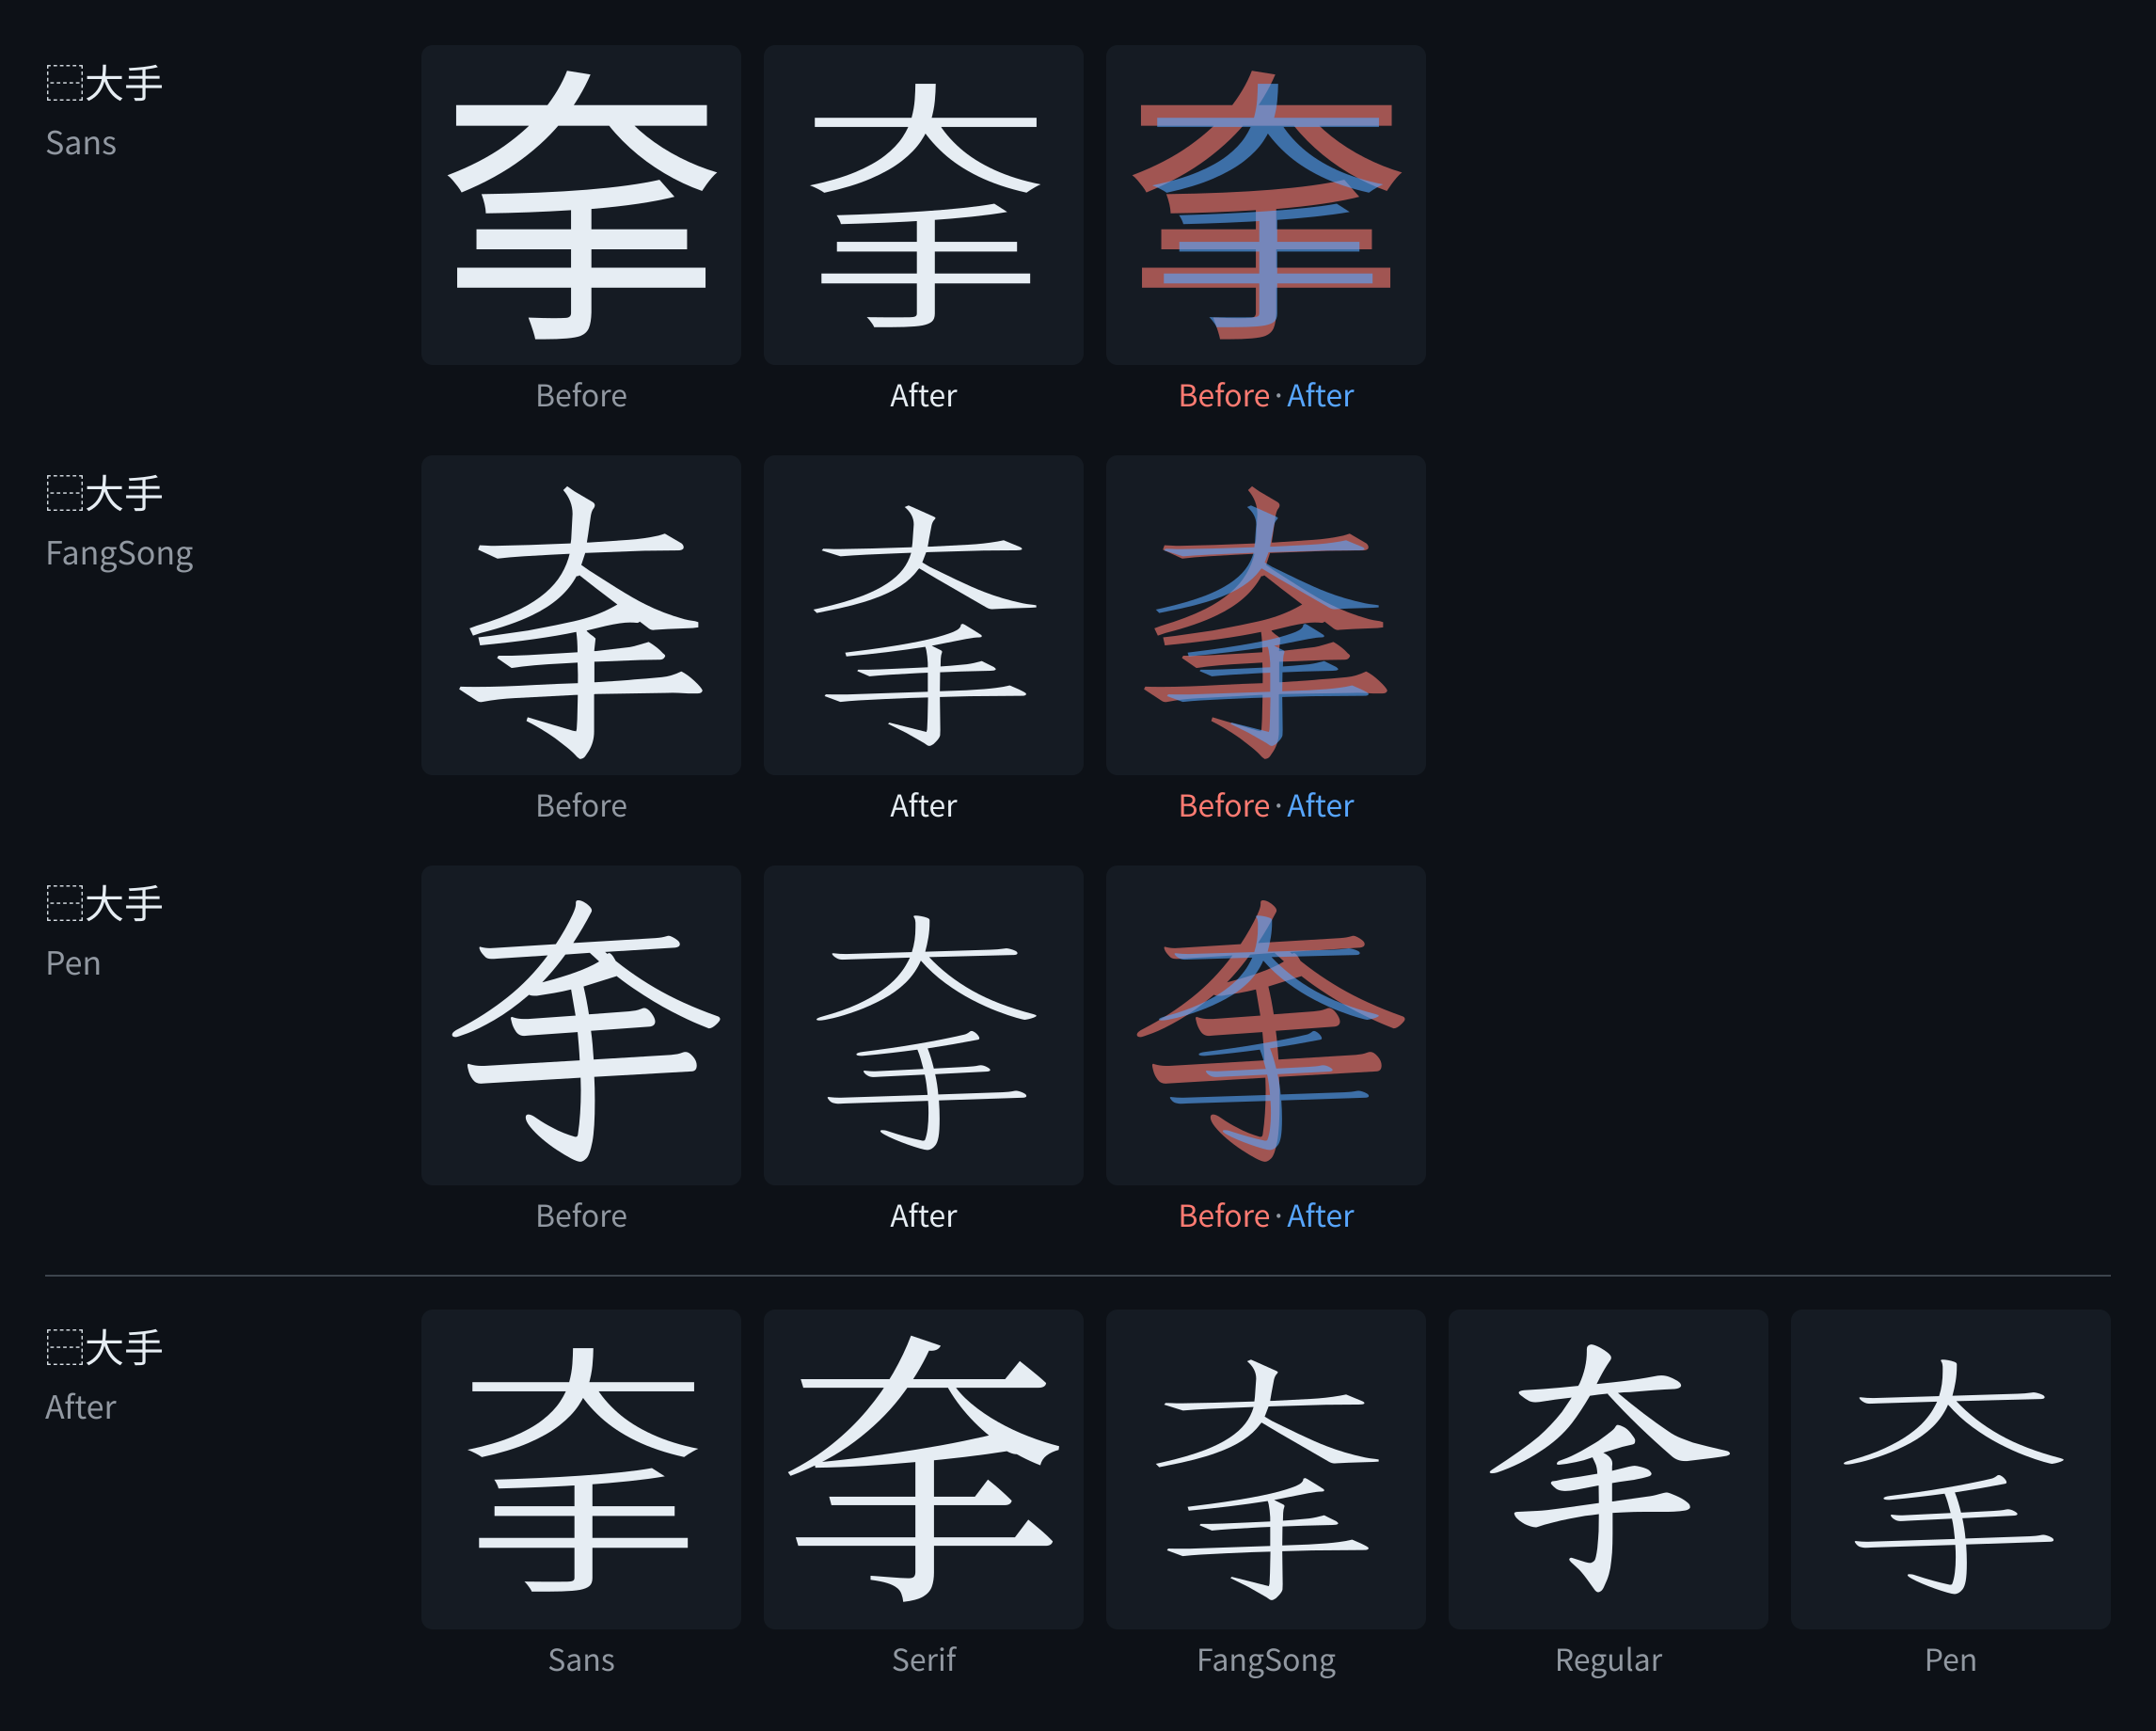 ⿱大手
Sans
Before
After
Before · After
⿱大手
FangSong
Before
After
Before · After
⿱大手
Pen
Before
After
Before · After
⿱大手
After
Sans
Serif
FangSong
Regular
Pen